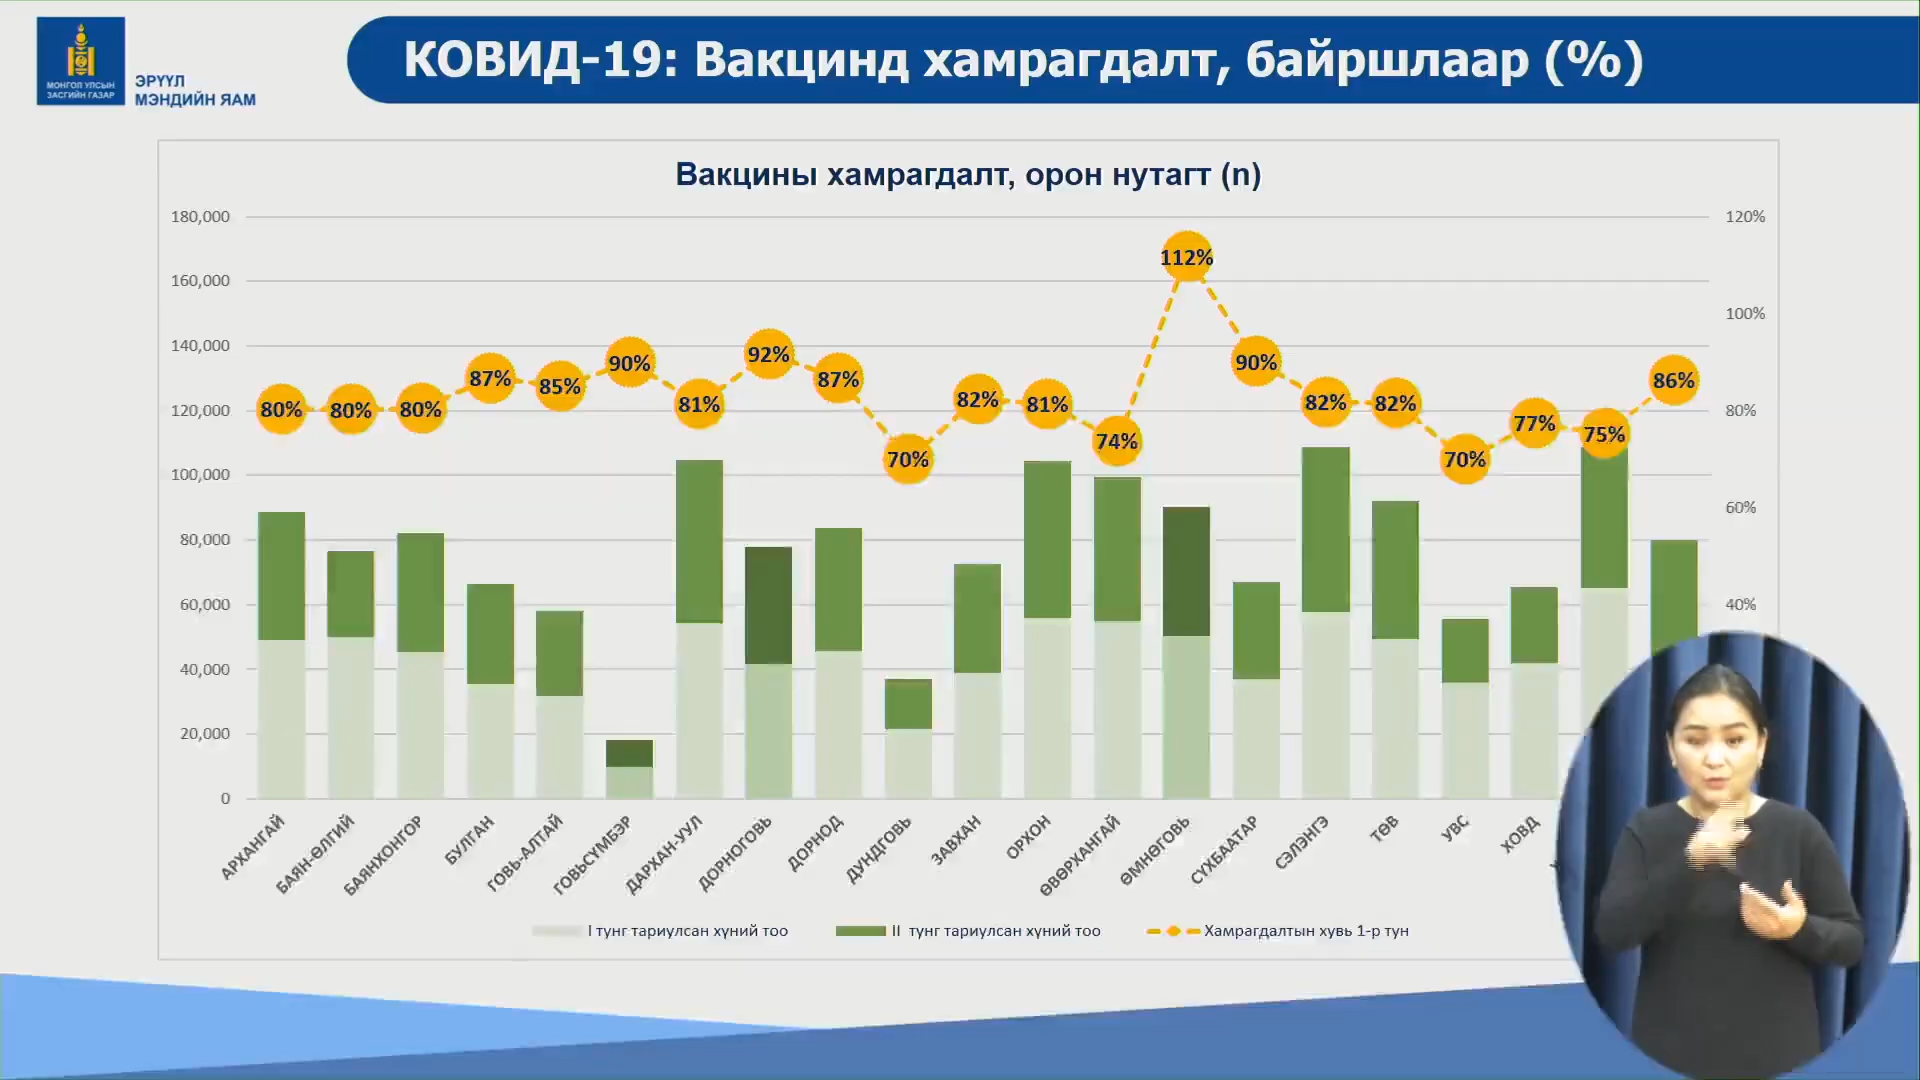 МОНГОЛ УЛСЫН
ЗАСГИЙН ГАЗАР
ЭРҮҮЛ
МЭНДИЙН ЯАМ
КОВИД-19: Вакцинд хамрагдалт, байршлаар (%)
Вакцины хамрагдалт, орон нутагт (n)
180,000
160,000
140,000
120,000
100,000
80,000
60,000
40,000
20,000
0
120%
100%
80%
60%
40%
80%
80%
80%
87%
85%
90%
81%
92%
87%
70%
82%
81%
74%
112%
90%
82%
82%
70%
77%
75%
86%
АРХАНГАЙ
БАЯН-ӨЛГИЙ
БАЯНХОНГОР
БУЛГАН
ГОВЬ-АЛТАЙ
ГОВЬСҮМБЭР
ДАРХАН-УУЛ
ДОРНОГОВЬ
ДОРНОД
ДУНДГОВЬ
ЗАВХАН
ОРХОН
ӨВӨРХАНГАЙ
ӨМНӨГОВЬ
СҮХБААТАР
СЭЛЭНГЭ
ТӨВ
УВС
ХОВД
I тунг тариулсан хүний тоо
II тунг тариулсан хүний тоо
Хамрагдалтын хувь 1-р тун